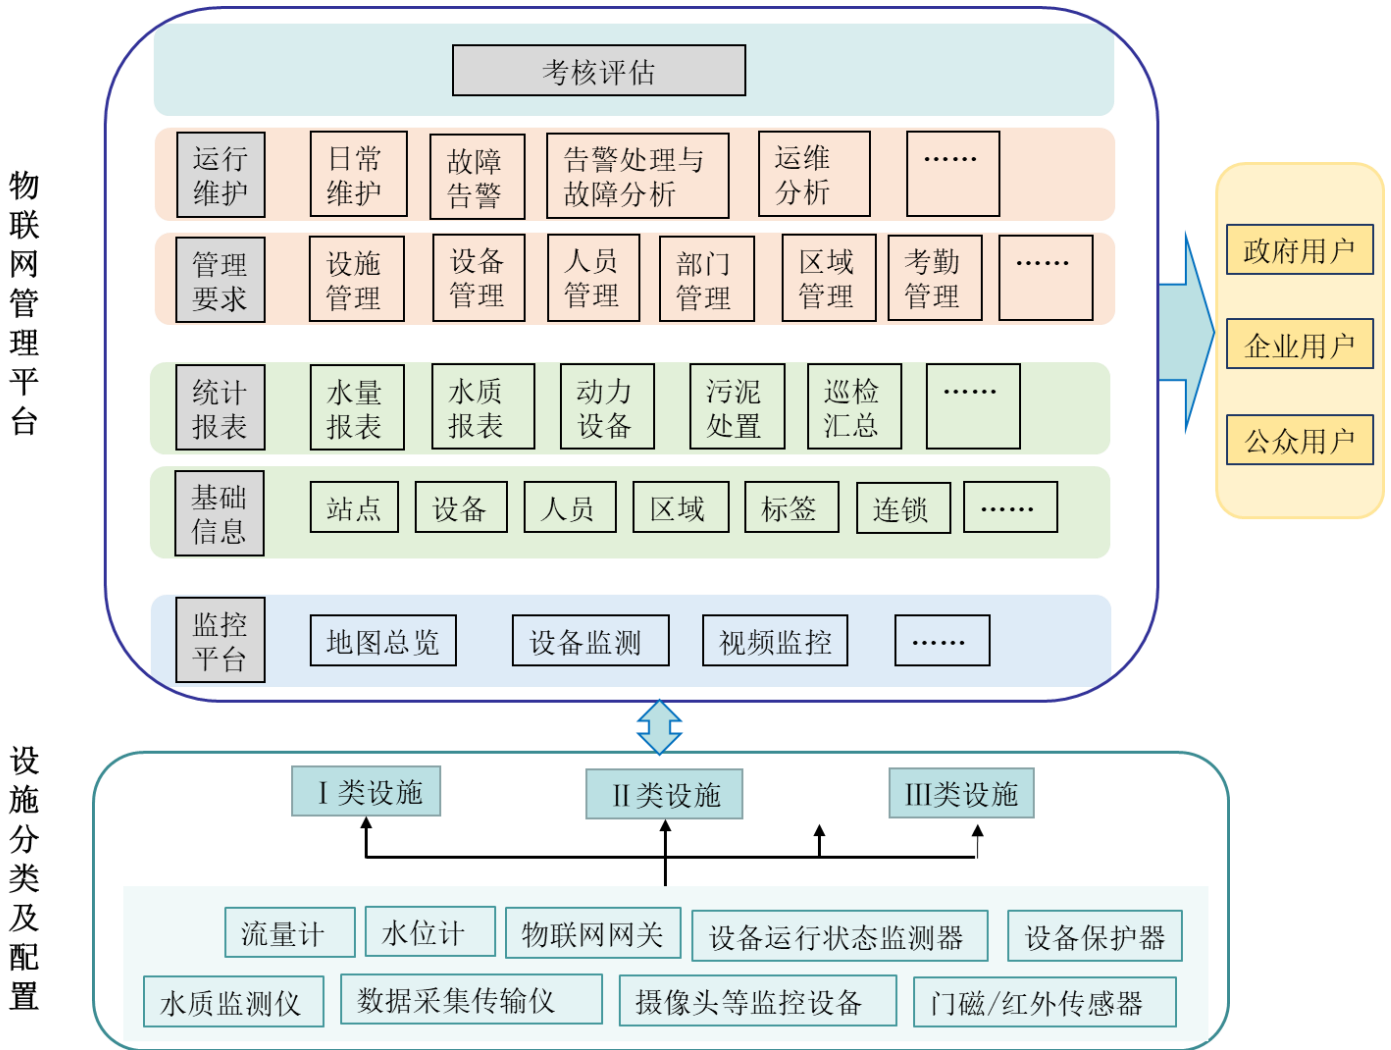 物联网管理平台
考核评估
运行
维护
日常
维护
故障
告警
告警处理与
故障分析
运维
分析
……
管理
要求
设施
管理
设备
管理
人员
管理
部门
管理
区域
管理
考勤
管理
……
统计
报表
水量
报表
水质
报表
动力
设备
污泥
处置
巡检
汇总
……
基础
信息
站点
设备
人员
区域
标签
连锁
……
监控
平台
地图总览
设备监测
视频监控
……
政府用户
企业用户
公众用户
设施分类及配置
Ⅰ类设施
Ⅱ类设施
Ⅲ类设施
流量计
水位计
物联网网关
设备运行状态监测器
设备保护器
水质监测仪
数据采集传输仪
摄像头等监控设备
门磁/红外传感器